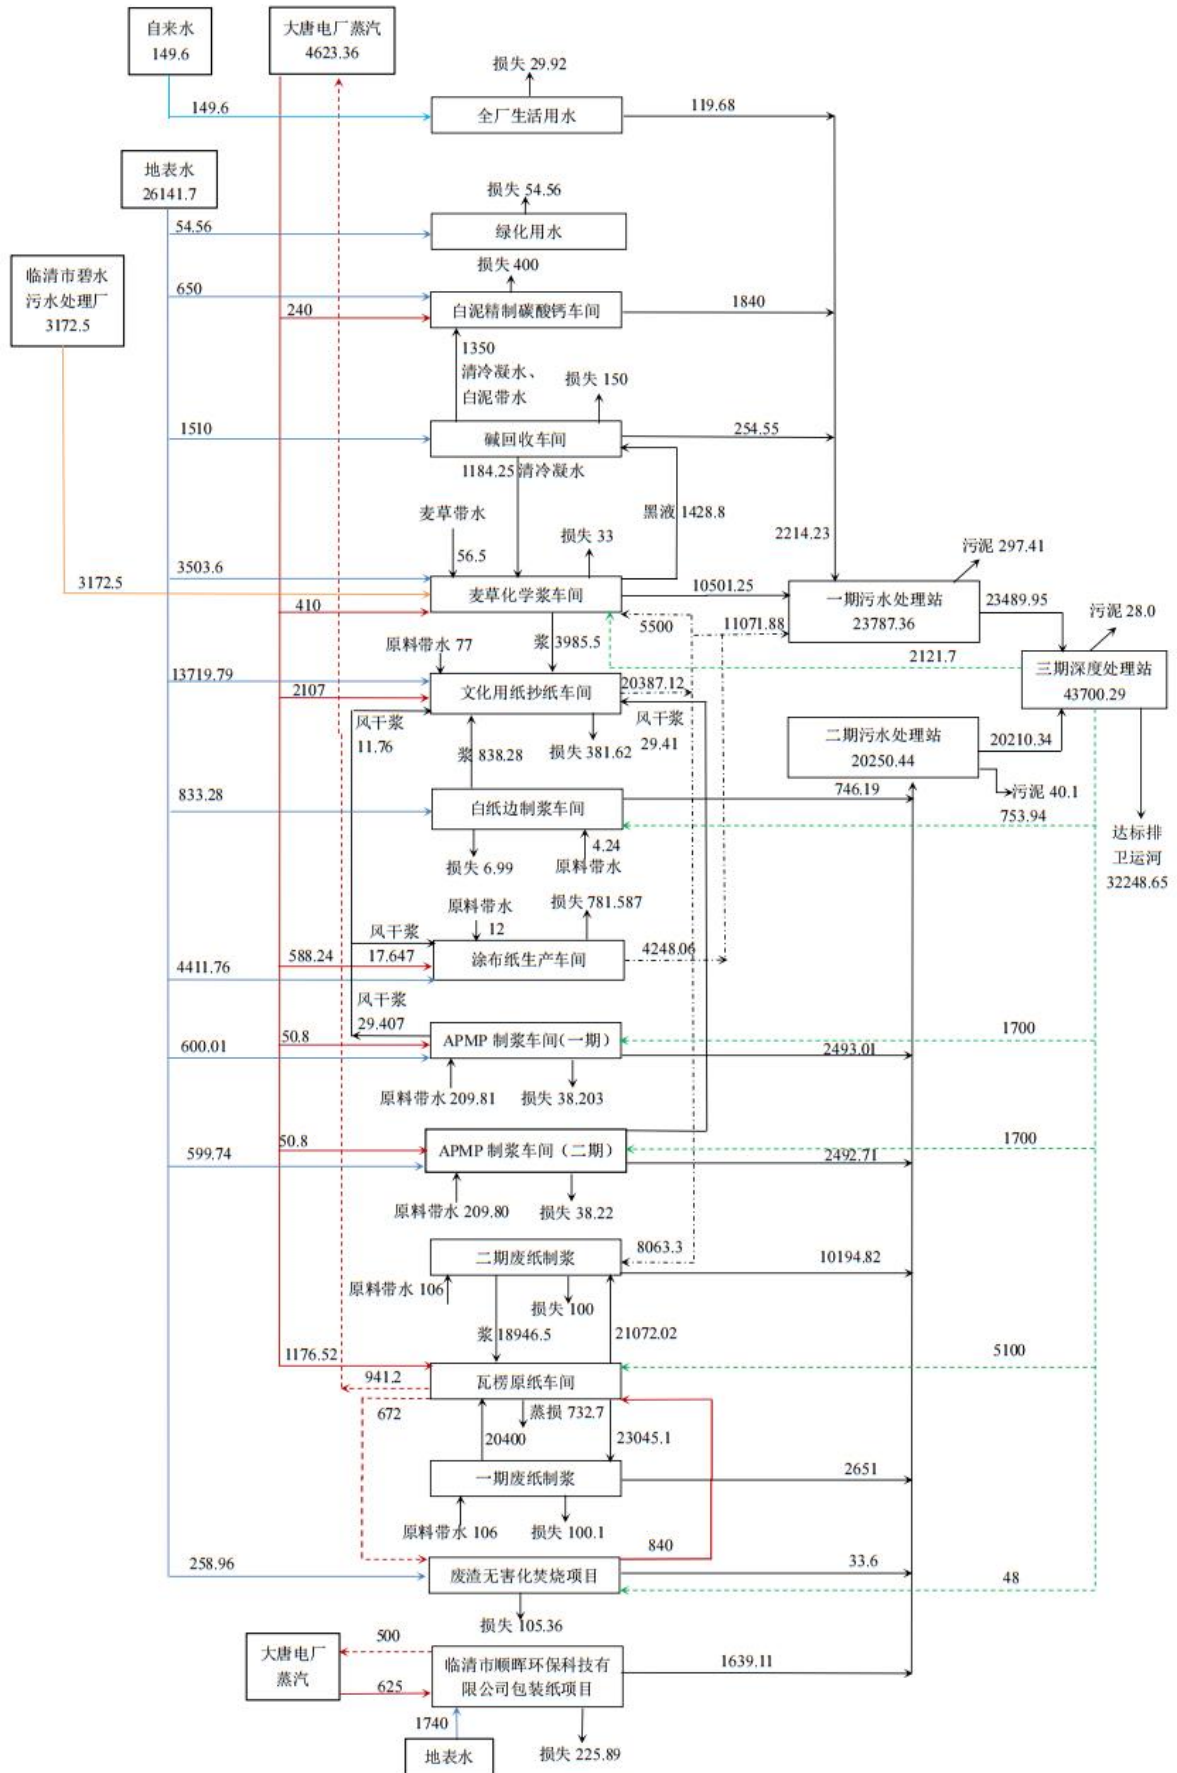 自来水
149.6
大唐电厂蒸汽
4623.36
损失 29.92
149.6
全厂生活用水
119.68
地表水
26141.7
损失 54.56
54.56
绿化用水
临清市碧水
污水处理厂
3172.5
损失 400
650
240
白泥精制碳酸钙车间
1840
1350
清冷凝水、
白泥带水
损失 150
1510
碱回收车间
254.55
1184.25 清冷凝水
麦草带水
56.5
损失 33
黑液 1428.8
2214.23
污泥 297.41
3172.5
3503.6
410
麦草化学浆车间
10501.25
一期污水处理站
23787.36
23489.95
污泥 28.0
5500
11071.88
原料带水 77
浆 3985.5
2121.7
三期深度处理站
43700.29
13719.79
2107
文化用纸抄纸车间
20387.12
风干浆
11.76
浆 838.28
损失 381.62
风干浆
29.41
二期污水处理站
20250.44
20210.34
污泥 40.1
833.28
白纸边制浆车间
746.19
753.94
损失 6.99
4.24
原料带水
达标排
卫运河
32248.65
原料带水
12
损失 781.587
风干浆
17.647
588.24
4411.76
涂布纸生产车间
4248.06
风干浆
29.407
50.8
600.01
APMP 制浆车间（一期）
1700
2493.01
原料带水 209.81
损失 38.203
50.8
599.74
APMP 制浆车间（二期）
1700
2492.71
原料带水 209.80
损失 38.22
二期废纸制浆
8063.3
10194.82
原料带水 106
损失 100
浆 18946.5
21072.02
1176.52
941.2
672
瓦楞原纸车间
5100
蒸损 732.7
20400
23045.1
一期废纸制浆
2651
原料带水 106
损失 100.1
840
258.96
废渣无害化焚烧项目
33.6
48
损失 105.36
大唐电厂
蒸汽
500
625
临清市顺晖环保科技有
限公司包装纸项目
1639.11
1740
地表水
损失 225.89